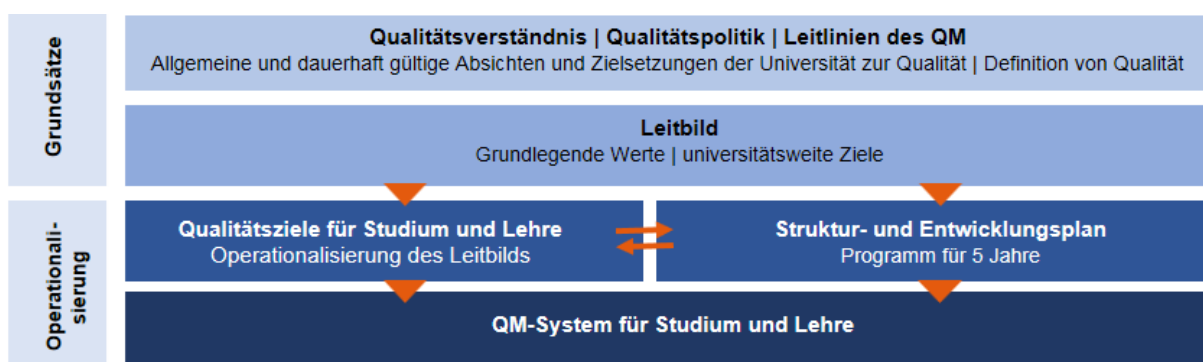 Grundsätze
Qualitätsverständnis | Qualitätspolitik | Leitlinien des QM
Allgemeine und dauerhaft gültige Absichten und Zielsetzungen der Universität zur Qualität | Definition von Qualität
Leitbild
Grundlegende Werte | universitätsweite Ziele
Operationali-
sierung
Qualitätsziele für Studium und Lehre
Operationalisierung des Leitbilds
Struktur- und Entwicklungsplan
Programm für 5 Jahre
QM-System für Studium und Lehre